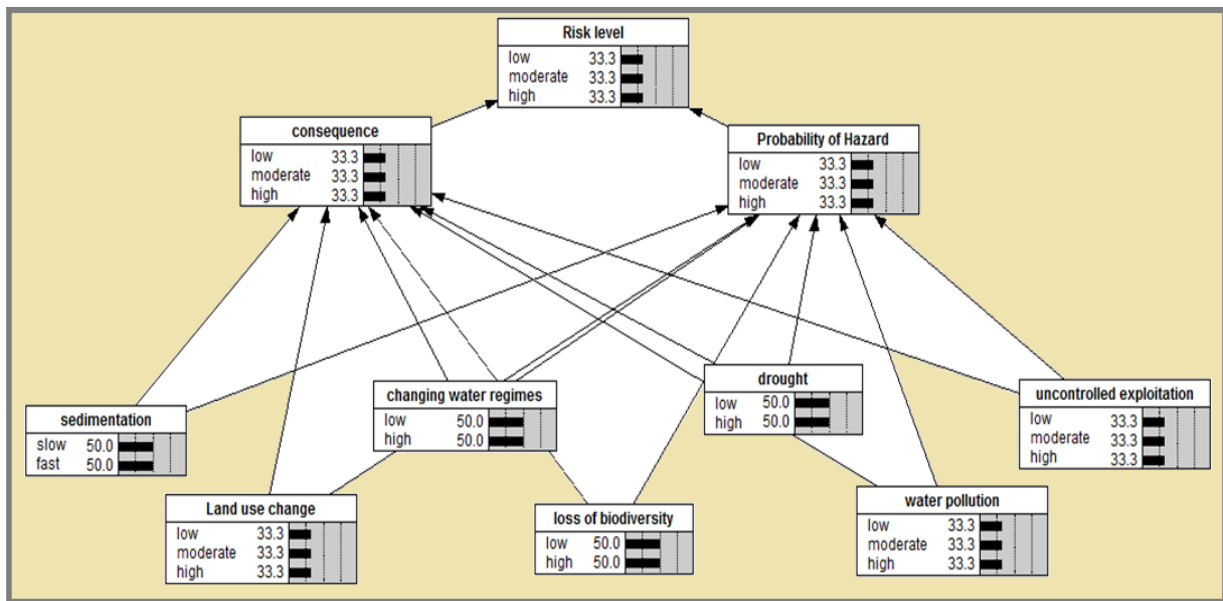 Risk level
low 33.3
moderate 33.3
high 33.3
consequence
low 33.3
moderate 33.3
high 33.3
Probability of Hazard
low 33.3
moderate 33.3
high 33.3
sedimentation
slow 50.0
fast 50.0
changing water regimes
low 50.0
high 50.0
drought
low 50.0
high 50.0
uncontrolled exploitation
low 33.3
moderate 33.3
high 33.3
Land use change
low 33.3
moderate 33.3
high 33.3
loss of biodiversity
low 50.0
high 50.0
water pollution
low 33.3
moderate 33.3
high 33.3